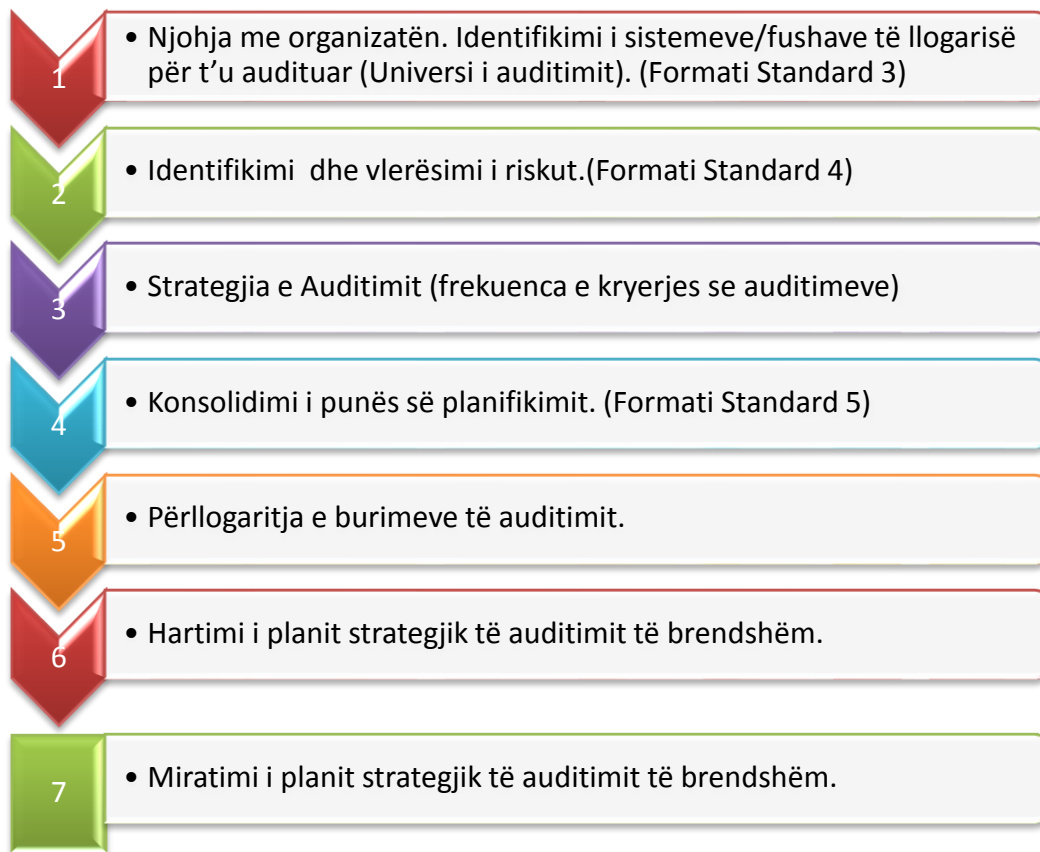 1
• Njohja me organizatën. Identifikimi i sistemeve/fushave të llogarisë
për t’u audituar (Universi i auditimit). (Formati Standard 3)
2
• Identifikimi  dhe vlerësimi i riskut.(Formati Standard 4)
3
• Strategjia e Auditimit (frekuenca e kryerjes se auditimeve)
4
• Konsolidimi i punës së planifikimit. (Formati Standard 5)
5
• Përllogaritja e burimeve të auditimit.
6
• Hartimi i planit strategjik të auditimit të brendshëm.
7
• Miratimi i planit strategjik të auditimit të brendshëm.